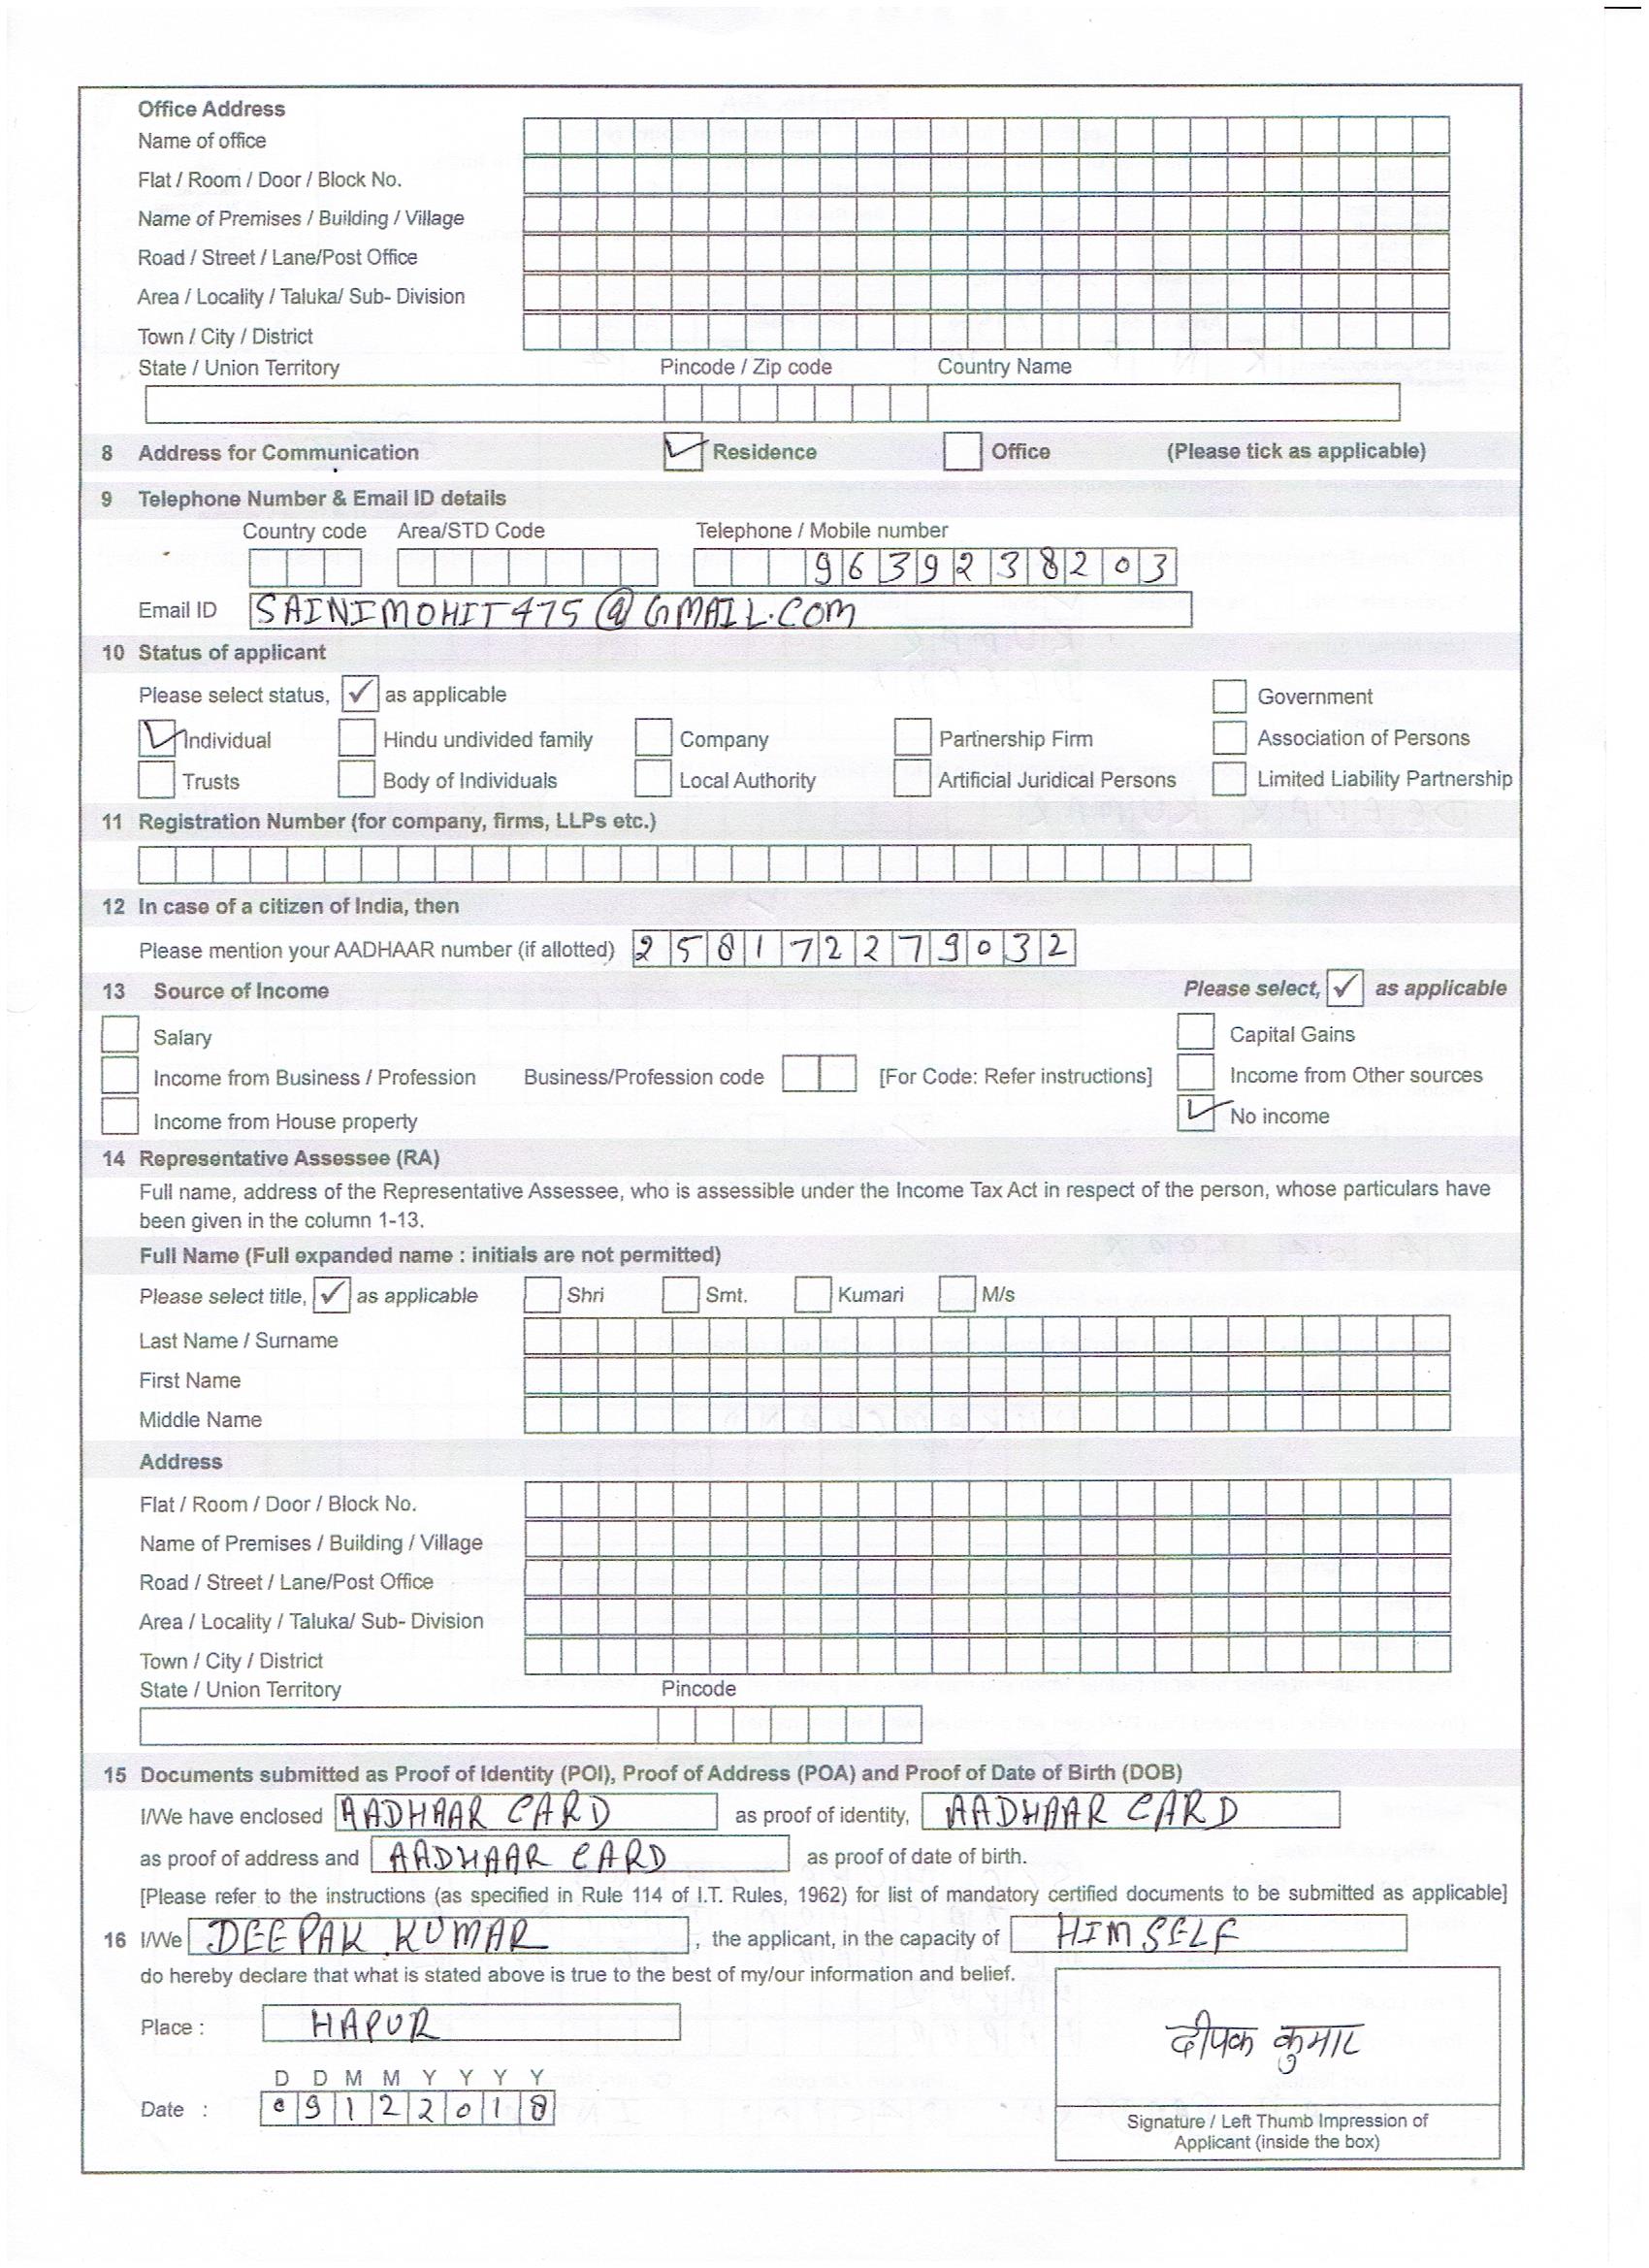 Office Address
Name of office
Flat / Room / Door / Block No.
Name of Premises / Building / Village
Road / Street / Lane/Post Office
Area / Locality / Taluka/ Sub- Division
Town / City / District
State / Union Territory Pincode / Zip code Country Name
8 Address for Communication Residence Office (Please tick as applicable)
9 Telephone Number & Email ID details
Country code Area/STD Code Telephone / Mobile number
9639238203
Email ID SAINIMOHIT475@GMAIL.COM
10 Status of applicant
Please select status, ✓ as applicable Government
Individual Hindu undivided family Company Partnership Firm Association of Persons
Trusts Body of Individuals Local Authority Artificial Juridical Persons Limited Liability Partnership
11 Registration Number (for company, firms, LLPs etc.)
12 In case of a citizen of India, then
Please mention your AADHAAR number (if allotted) 258172279032
13 Source of Income Please select, ✓ as applicable
Salary Capital Gains
Income from Business / Profession Business/Profession code [For Code: Refer instructions] Income from Other sources
Income from House property No income
14 Representative Assessee (RA)
Full name, address of the Representative Assessee, who is assessible under the Income Tax Act in respect of the person, whose particulars have
been given in the column 1-13.
Full Name (Full expanded name : initials are not permitted)
Please select title, ✓ as applicable Shri Smt. Kumari M/s
Last Name / Surname
First Name
Middle Name
Address
Flat / Room / Door / Block No.
Name of Premises / Building / Village
Road / Street / Lane/Post Office
Area / Locality / Taluka/ Sub- Division
Town / City / District
State / Union Territory Pincode
15 Documents submitted as Proof of Identity (POI), Proof of Address (POA) and Proof of Date of Birth (DOB)
I/We have enclosed AADHAAR CARD as proof of identity, AADHAAR CARD
as proof of address and AADHAAR CARD as proof of date of birth.
[Please refer to the instructions (as specified in Rule 114 of I.T. Rules, 1962) for list of mandatory certified documents to be submitted as applicable]
16 I/We DEEPAK KUMAR , the applicant, in the capacity of HIMSELF
do hereby declare that what is stated above is true to the best of my/our information and belief.
Place : HAPUR
दीपक कुमार
D D M M Y Y Y Y
Date : 09122018
Signature / Left Thumb Impression of
Applicant (inside the box)